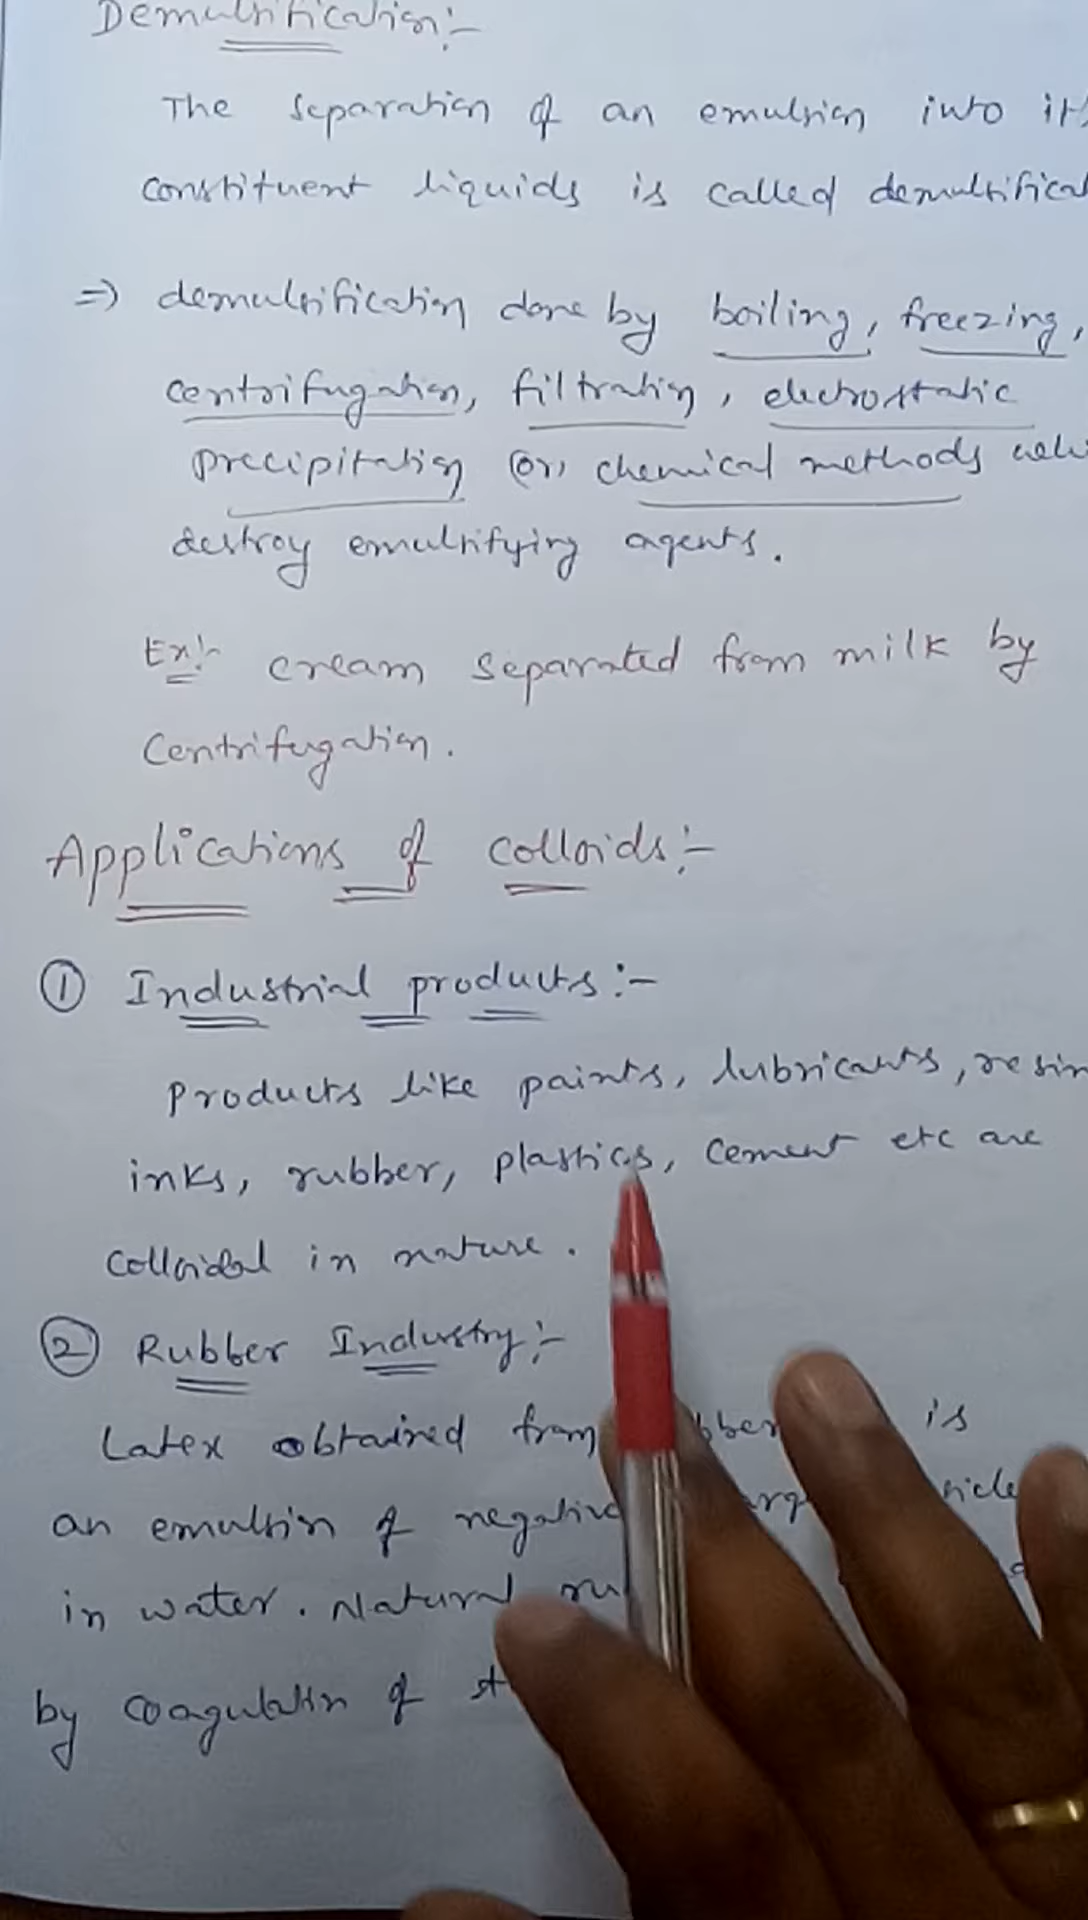 Demulsification:-
The separation of an emulsion into its
constituent liquids is called demulsificat
=> demulsification done by boiling, freezing,
centrifugation, filtration, electrostatic
precipitation (or) chemical methods
destroy emulsifying agents.
Ex:- cream separated from milk by
Centrifugation.
Applications of colloids:-
① Industrial products:-
Products like paints, lubricants, resin
inks, rubber, plastics, cement etc are
colloidal in nature.
② Rubber Industry:-
Latex obtained from is
an emulsion of negative
in water. Natural
by coagulation of